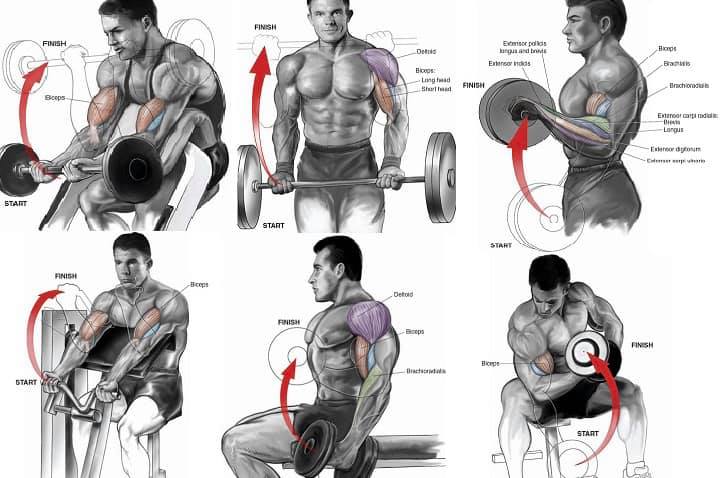 FINISH
Biceps
START
FINISH
Deltoid
Biceps:
Long head
Short head
START
Extensor pollicis
longus and brevis
Extensor indicis
FINISH
Biceps
Brachialis
Brachioradialis
Extensor carpi radialis:
Brevis
Longus
Extensor digitorum
Extensor carpi ulnaris
START
FINISH
Biceps
START
FINISH
Deltoid
Biceps
Brachioradialis
START
Biceps
FINISH
START